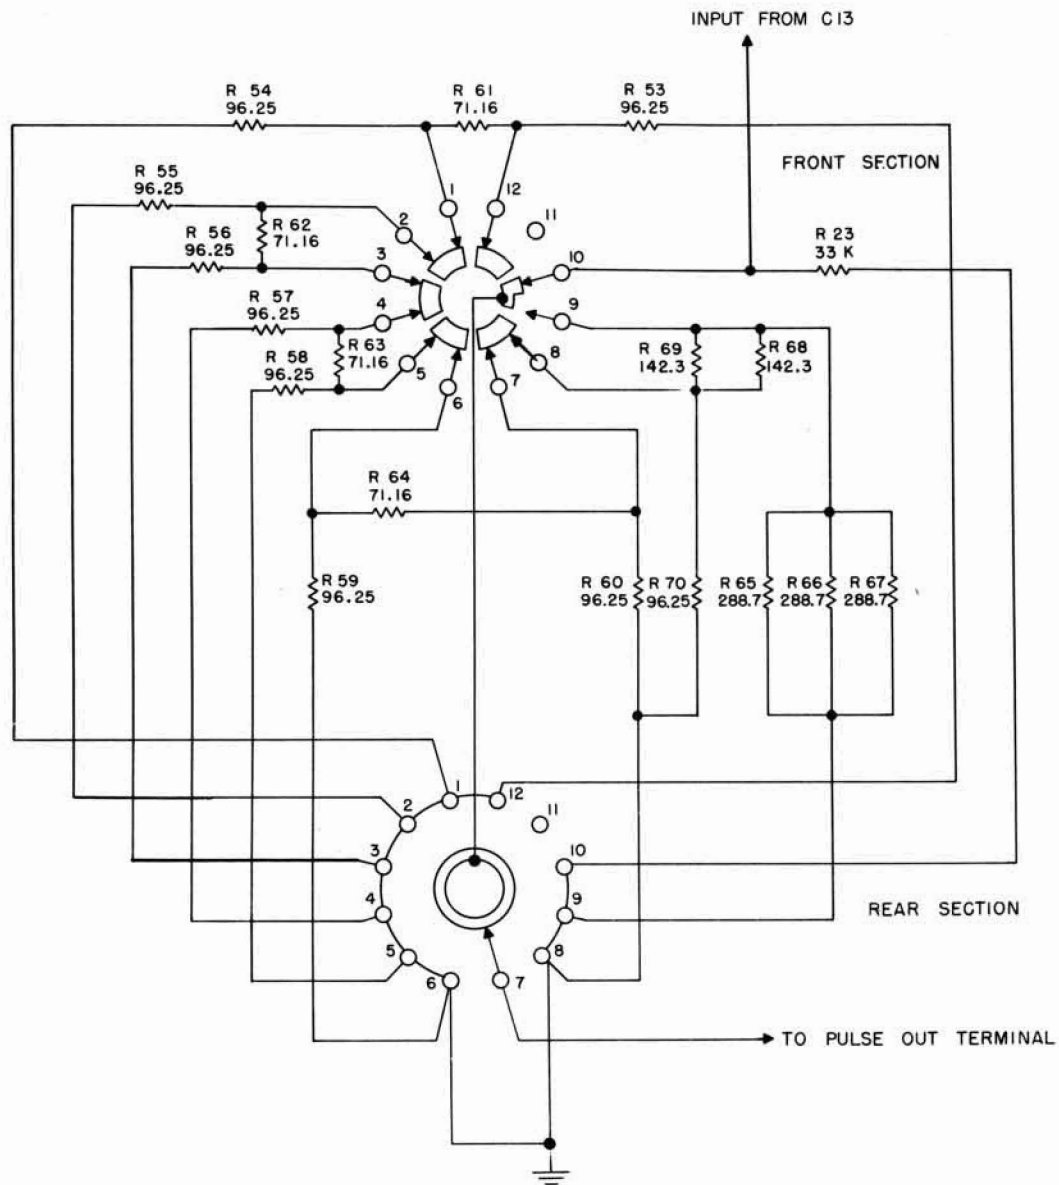 INPUT FROM C13
R 54
96.25
R 61
71.16
R 53
96.25
FRONT SECTION
R 55
96.25
1
12
11
2
R 62
71.16
R 56
96.25
R 23
33 K
3
10
R 57
96.25
4
9
R 63
71.16
R 58
96.25
5
8
R 69
142.3
R 68
142.3
6
7
R 64
71.16
R 59
96.25
R 60
96.25
R 70
96.25
R 65
288.7
R 66
288.7
R 67
288.7
1
12
2
11
3
10
4
9
REAR SECTION
5
8
6
7
TO PULSE OUT TERMINAL